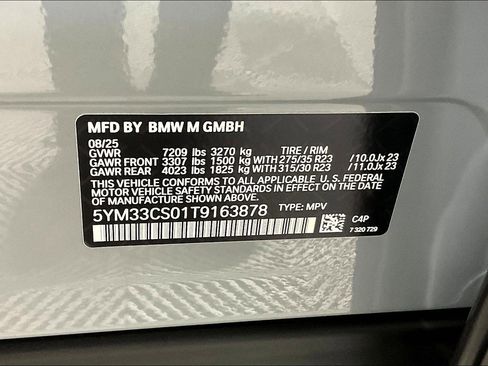 MFD BY BMW M GMBH
08/25
GVWR 7209 lbs 3270 kg TIRE / RIM
GAWR FRONT 3307 lbs 1500 kg WITH 275/35 R23 /10.0Jx 23
GAWR REAR 4023 lbs 1825 kg WITH 315/30 R23 /11.0Jx 23
THIS VEHICLE CONFORMS TO ALL APPLICABLE U.S. FEDERAL
MOTOR VEHICLE SAFETY STANDARDS IN EFFECT ON THE DATE
OF MANUFACTURE SHOWN ABOVE.
5YM33CS01T9163878 TYPE: MPV
C4P
7 320 729